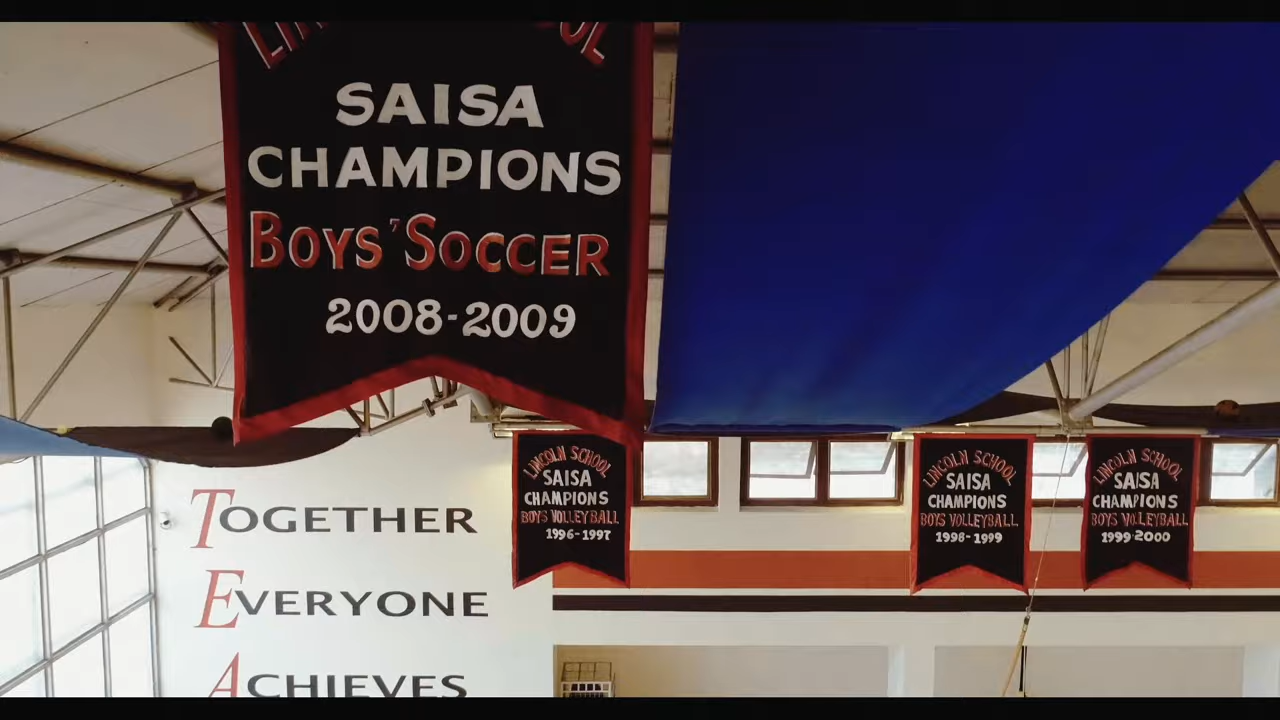 SAISA
CHAMPIONS
BOYS' SOCCER
2008-2009
LINCOLN SCHOOL
SAISA
CHAMPIONS
BOYS VOLLEYBALL
1996-1997
LINCOLN SCHOOL
SAISA
CHAMPIONS
BOYS VOLLEYBALL
1998-1999
LINCOLN SCHOOL
SAISA
CHAMPIONS
BOYS VOLLEYBALL
1999-2000
TOGETHER
EVERYONE
ACHIEVES